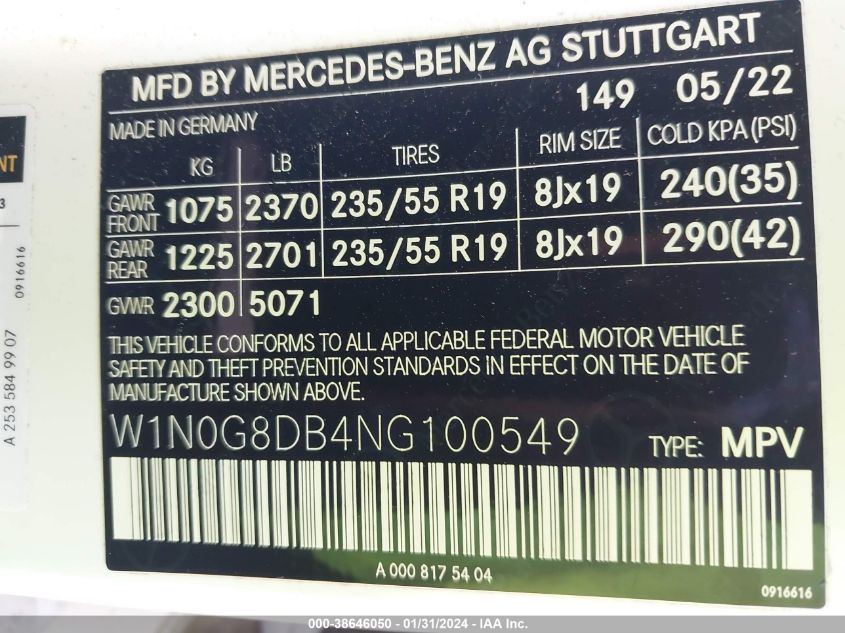 MFD BY MERCEDES-BENZ AG STUTTGART
149 05/22
MADE IN GERMANY
KG LB TIRES RIM SIZE COLD KPA(PSI)
GAWR FRONT 1075 2370 235/55 R19 8Jx19 240(35)
GAWR REAR 1225 2701 235/55 R19 8Jx19 290(42)
GVWR 2300 5071
THIS VEHICLE CONFORMS TO ALL APPLICABLE FEDERAL MOTOR VEHICLE
SAFETY AND THEFT PREVENTION STANDARDS IN EFFECT ON THE DATE OF
MANUFACTURE SHOWN ABOVE.
W1N0G8DB4NG100549 TYPE: MPV
A 000 817 54 04
0916616
A 253 584 99 07
0916616
000-38646050 - 01/31/2024 - IAA Inc.